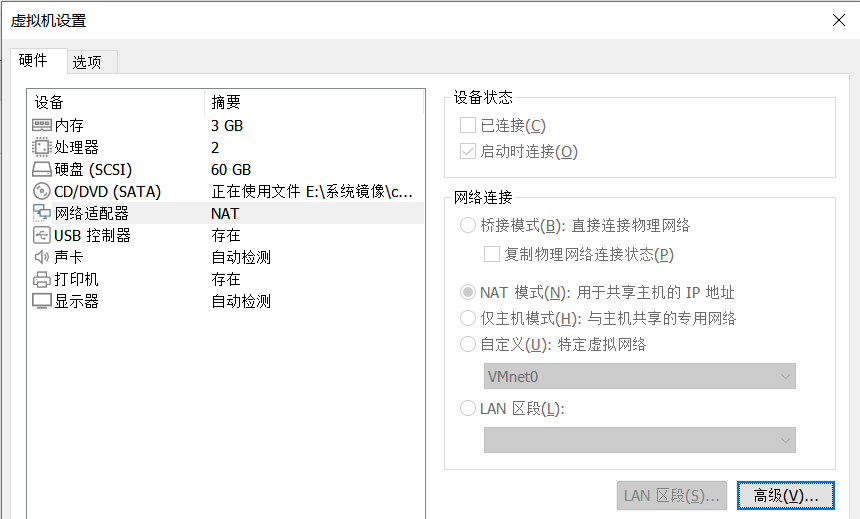 虚拟机设置
硬件 选项
设备 摘要
内存 3 GB
处理器 2
硬盘 (SCSI) 60 GB
CD/DVD (SATA) 正在使用文件 E:\系统镜像\c...
网络适配器 NAT
USB 控制器 存在
声卡 自动检测
打印机 存在
显示器 自动检测
设备状态
已连接(C)
启动时连接(O)
网络连接
桥接模式(B): 直接连接物理网络
复制物理网络连接状态(P)
NAT 模式(N): 用于共享主机的 IP 地址
仅主机模式(H): 与主机共享的专用网络
自定义(U): 特定虚拟网络
VMnet0
LAN 区段(L):
LAN 区段(S)... 高级(V)...